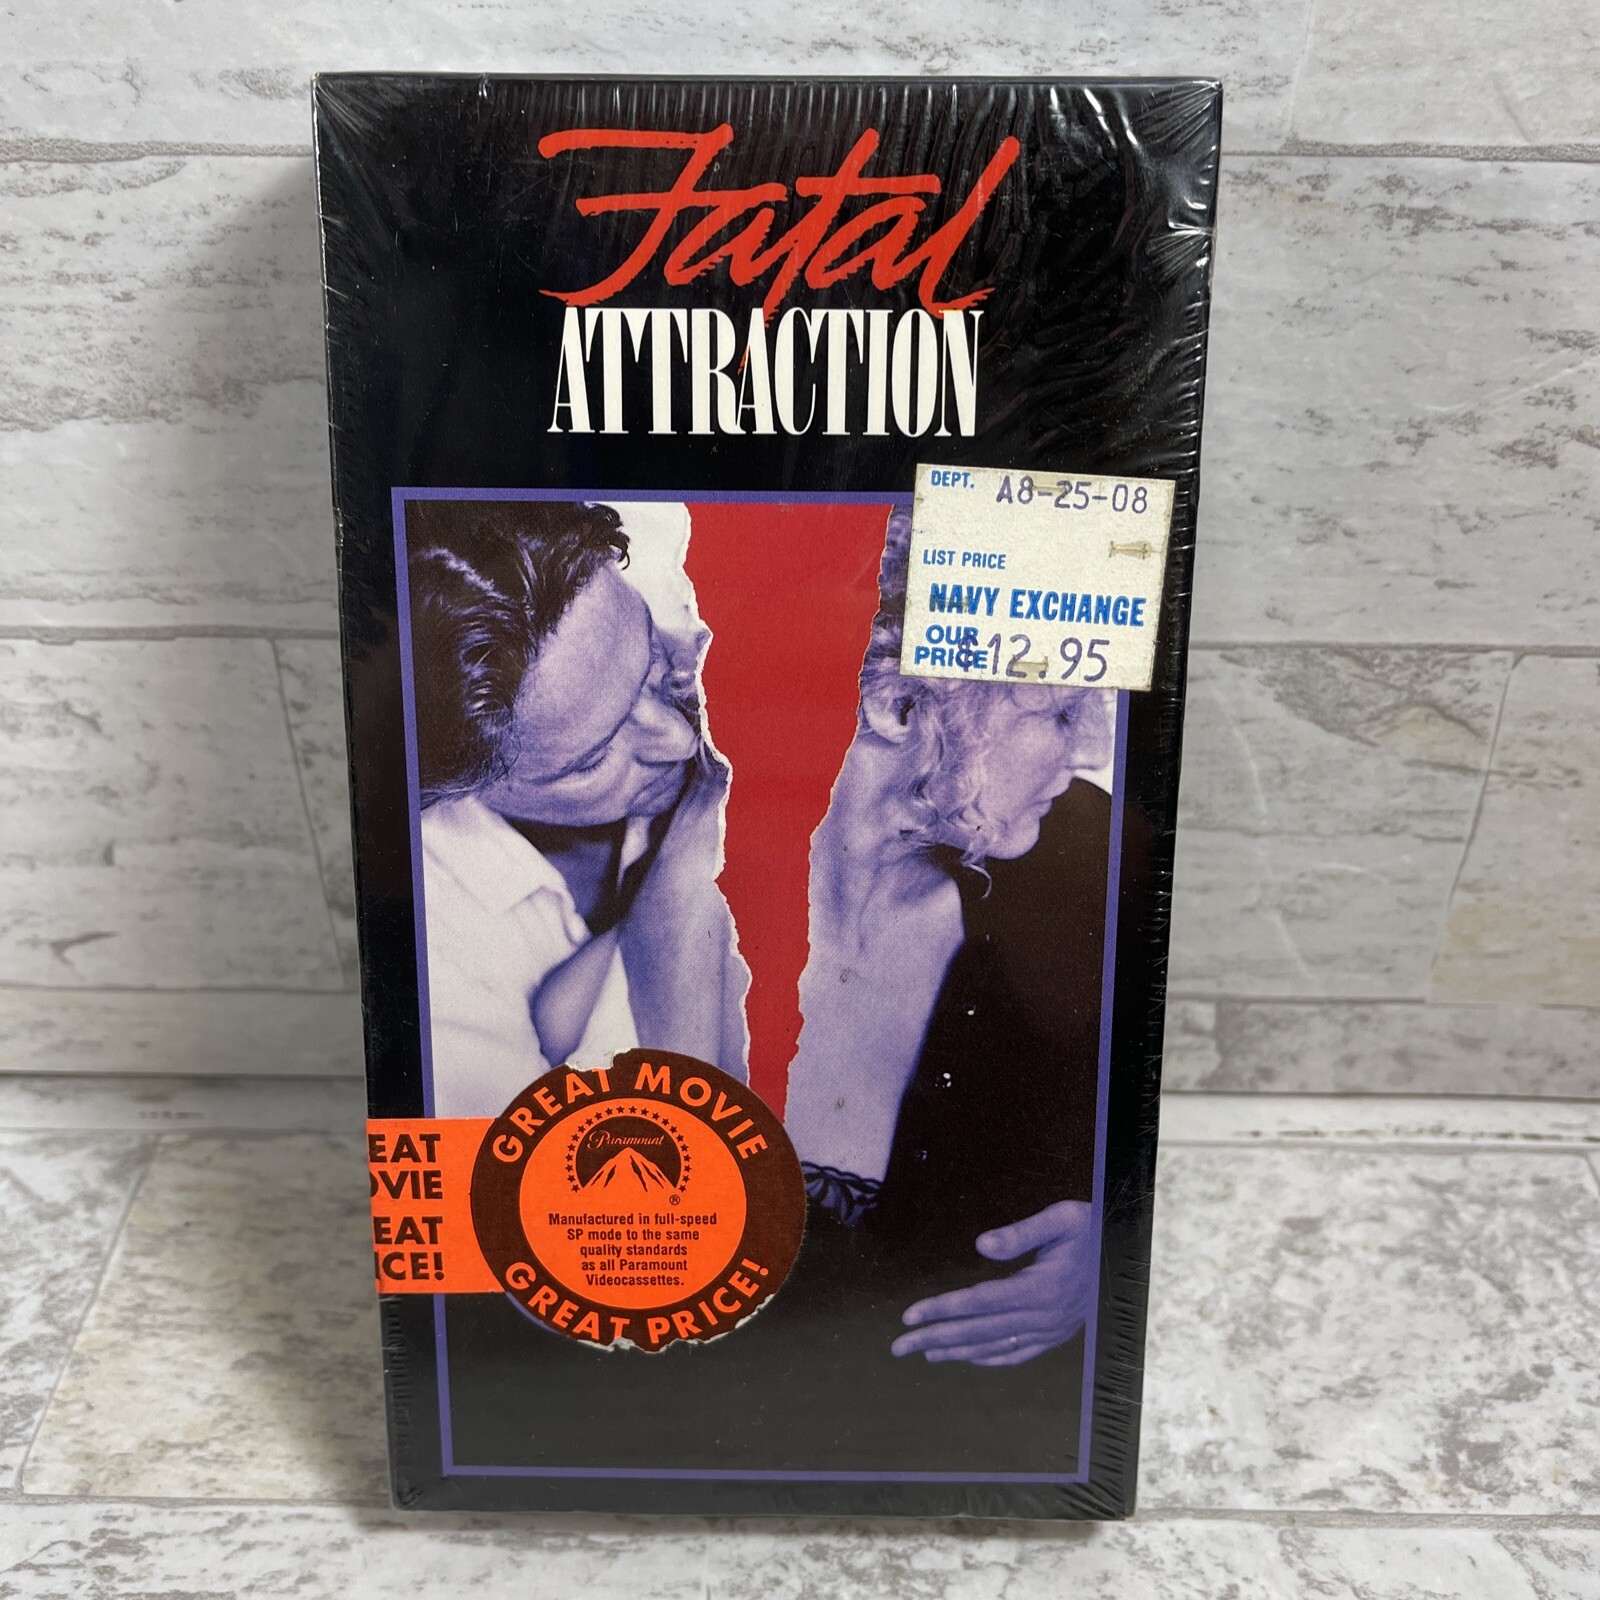 Fatal
ATTRACTION
DEPT. A8-25-08
LIST PRICE
NAVY EXCHANGE
OUR
PRICE $12.95
GREAT MOVIE
Paramount
®
Manufactured in full-speed
SP mode to the same
quality standards
as all Paramount
Videocassettes.
GREAT PRICE!
EAT
OVIE
EAT
ICE!